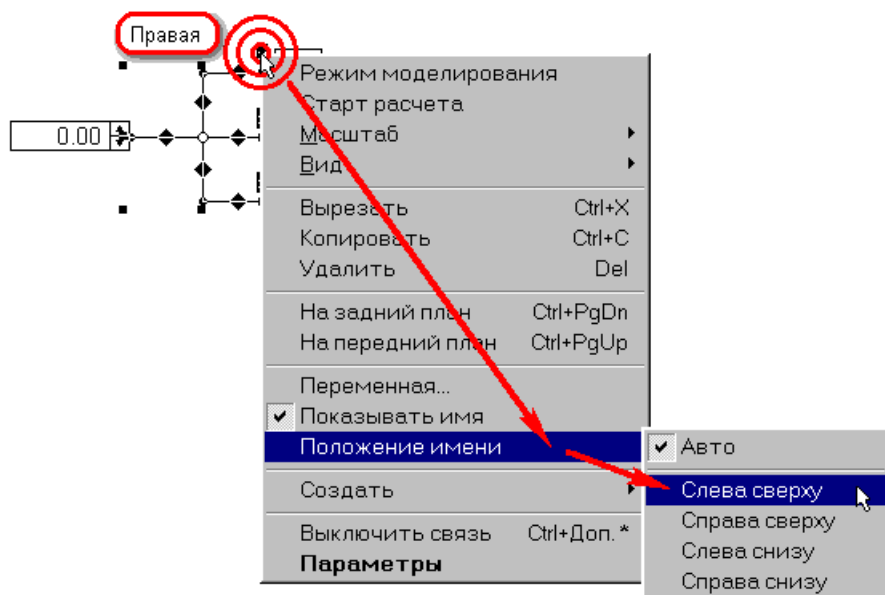 Правая
0.00
Режим моделирования
Старт расчета
Масштаб
Вид
Вырезать Ctrl+X
Копировать Ctrl+C
Удалить Del
На задний план Ctrl+PgDn
На передний план Ctrl+PgUp
Переменная...
Показывать имя
Положение имени
Авто
Слева сверху
Создать
Справа сверху
Выключить связь Ctrl+Доп.*
Слева снизу
Параметры
Справа снизу